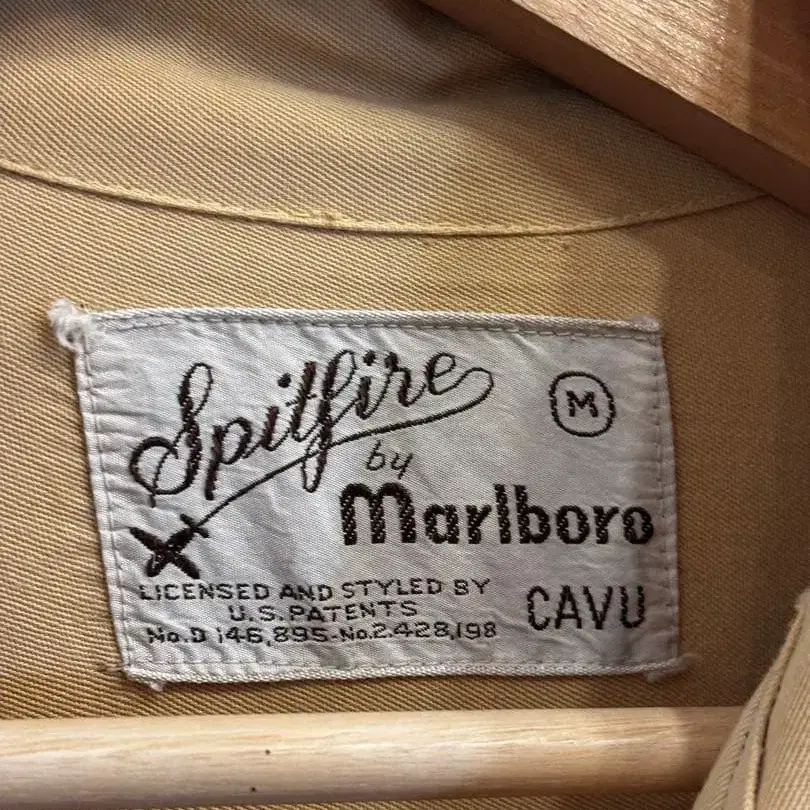 Spitfire
M
by
Marlboro
LICENSED AND STYLED BY
U.S. PATENTS
No.D 146,895-No.2.428,198
CAVU